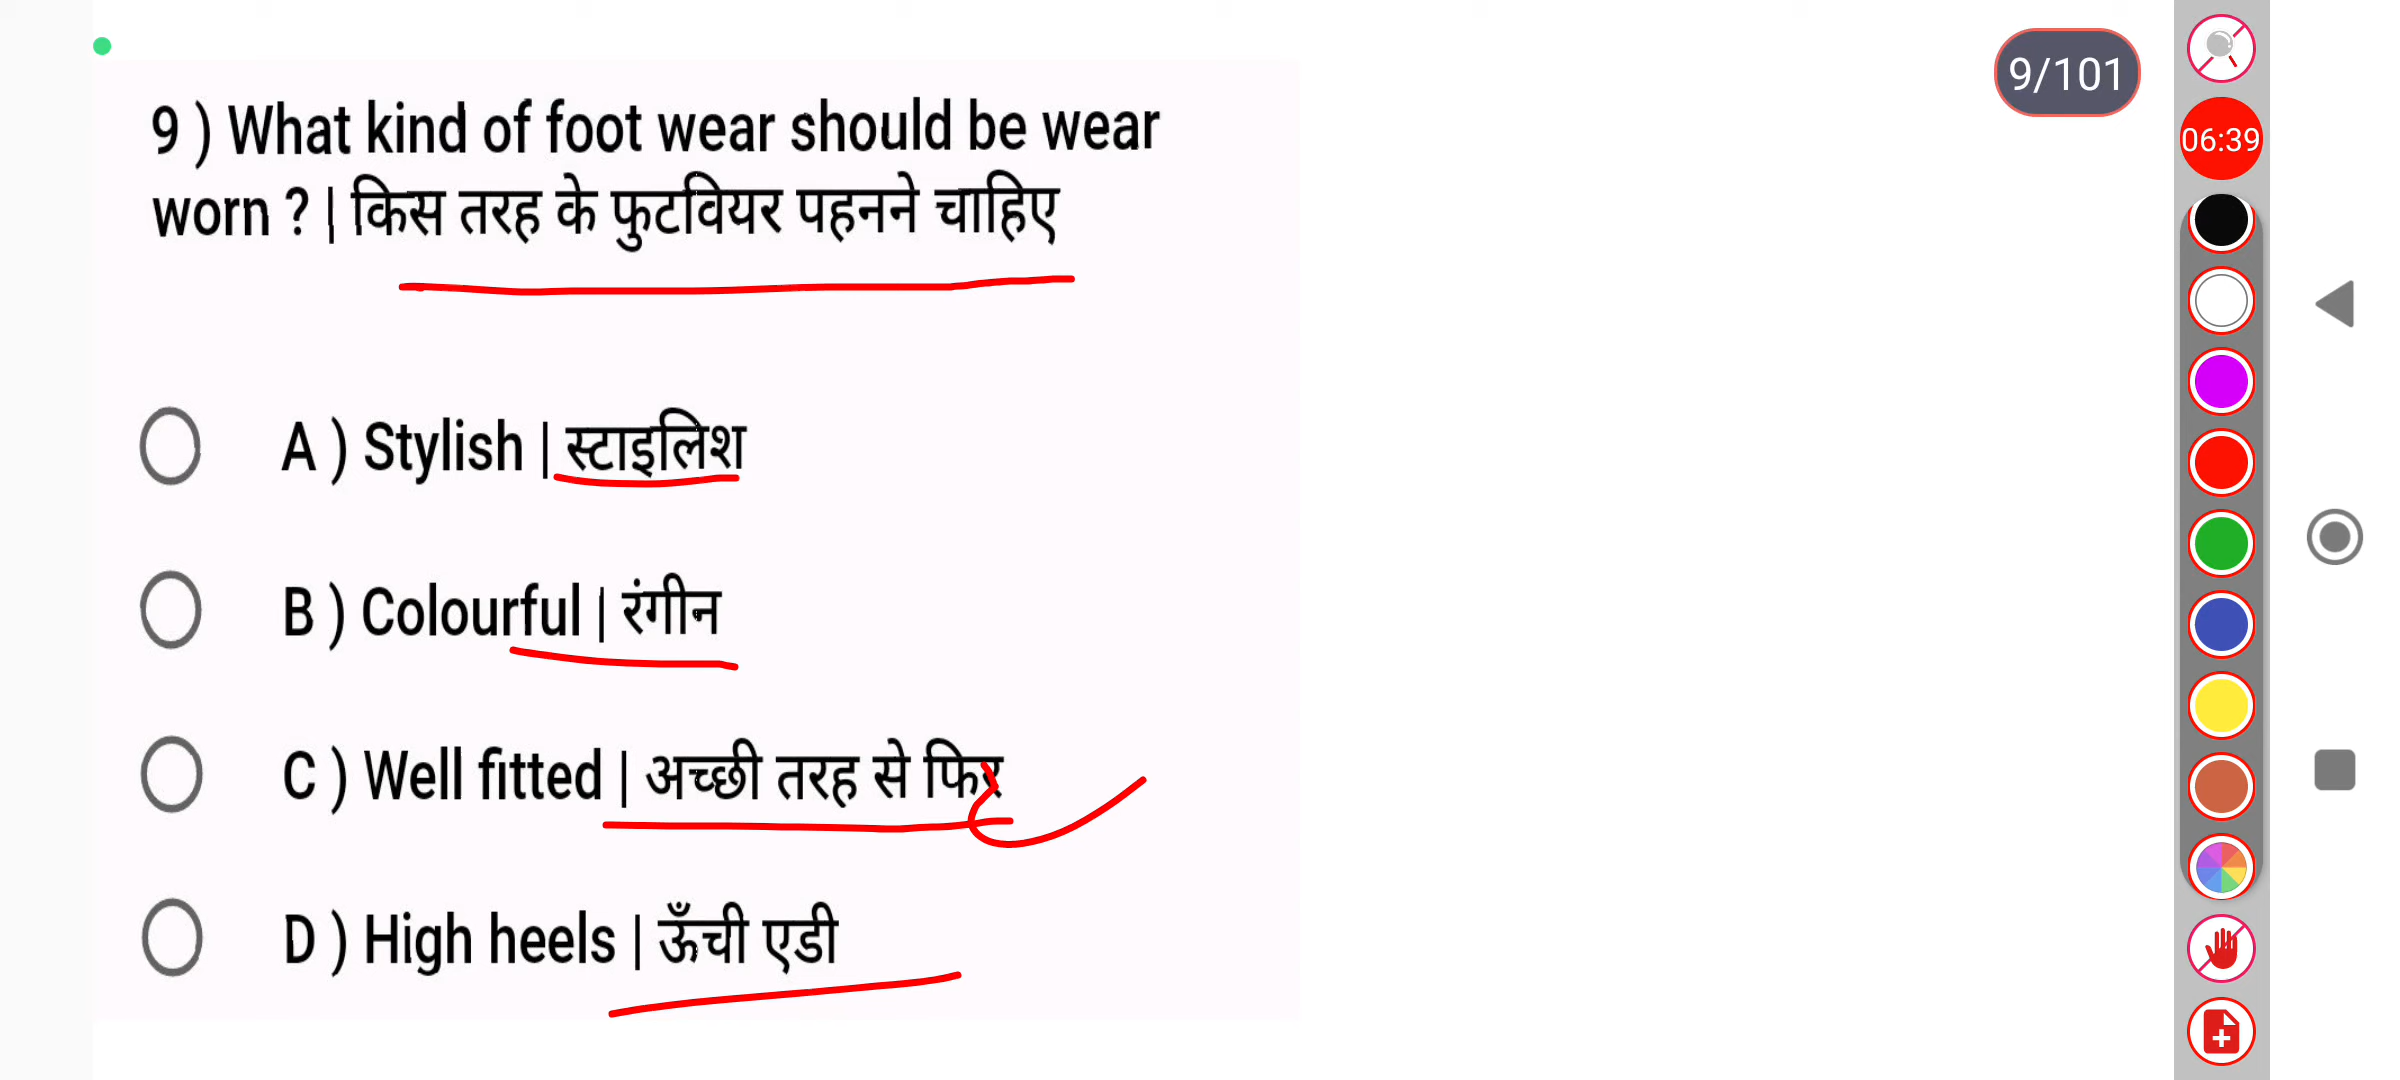 9/101
06:39
9 ) What kind of foot wear should be wear
worn ? | किस तरह के फुटवियर पहनने चाहिए
A ) Stylish | स्टाइलिश
B ) Colourful | रंगीन
C ) Well fitted | अच्छी तरह से फिर
D ) High heels | ऊँची एडी